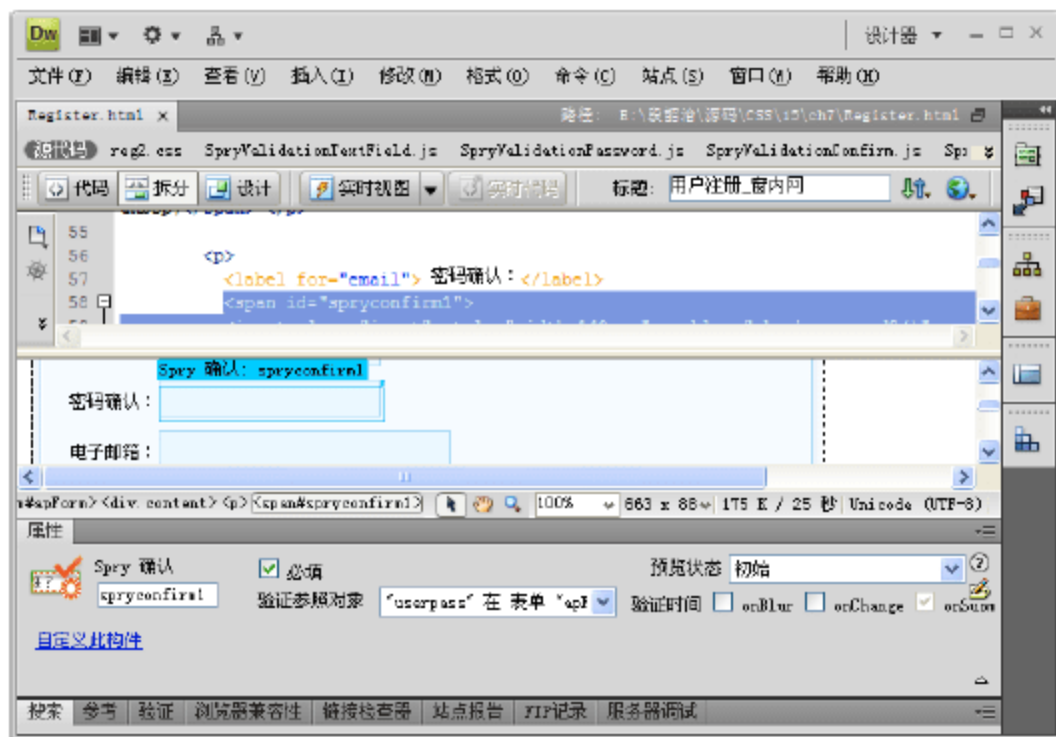 Dw 设计器
文件(F) 编辑(E) 查看(V) 插入(I) 修改(M) 格式(O) 命令(C) 站点(S) 窗口(W) 帮助(H)
Register.html 路径: \源码\CSS\15\ch7\Register.html
源代码 reg2.css SpryValidationTextField.js SpryValidationPassword.js SpryValidationConfirm.js
代码 拆分 设计 实时视图 实时代码 标题: 用户注册_窗内网
55
56 <p>
57 <label for="email"> 密码确认：</label>
58 <span id="spryconfirm1">
Spry 确认: spryconfirm1
密码确认：
电子邮箱：
<div.content> <p> <span#spryconfirm1> 100% 663 x 88 175 K / 25 秒 Unicode (UTF-8)
属性
Spry 确认 必填 预览状态 初始
spryconfirm1 验证参照对象 "userpass" 在 表单 验证时间 onBlur onChange
自定义此构件
搜索 参考 验证 浏览器兼容性 链接检查器 站点报告 FTP记录 服务器调试